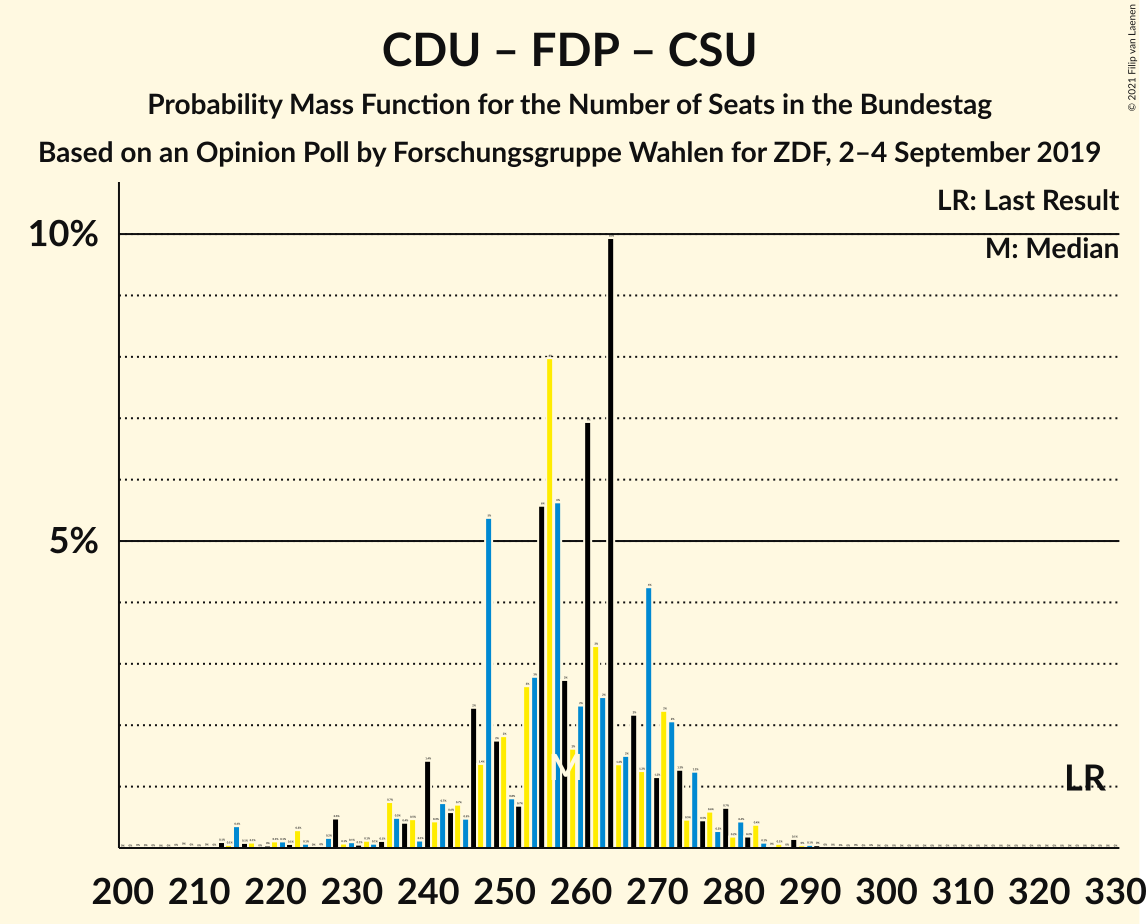 CDU – FDP – CSU
Probability Mass Function for the Number of Seats in the Bundestag
Based on an Opinion Poll by Forschungsgruppe Wahlen for ZDF, 2–4 September 2019
© 2021 Filip van Laenen
LR: Last Result
M: Median
10%
5%
M
LR
200 210 220 230 240 250 260 270 280 290 300 310 320 330